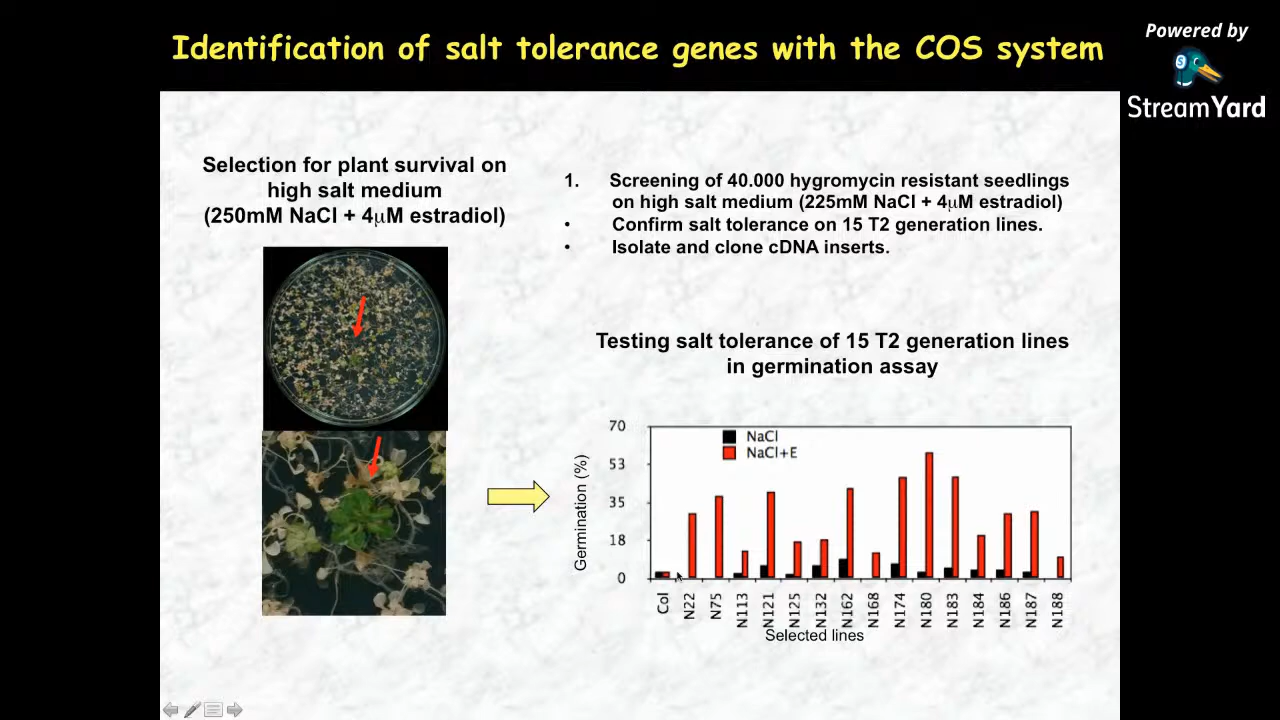 Identification of salt tolerance genes with the COS system
Powered by
StreamYard
Selection for plant survival on
high salt medium
(250mM NaCl + 4μM estradiol)
1. Screening of 40.000 hygromycin resistant seedlings
on high salt medium (225mM NaCl + 4μM estradiol)
• Confirm salt tolerance on 15 T2 generation lines.
• Isolate and clone cDNA inserts.
Testing salt tolerance of 15 T2 generation lines
in germination assay
70
53
35
18
0
Germination (%)
NaCl
NaCl+E
Col N22 N75 N113 N121 N125 N132 N162 N168 N174 N180 N183 N184 N186 N187 N188
Selected lines